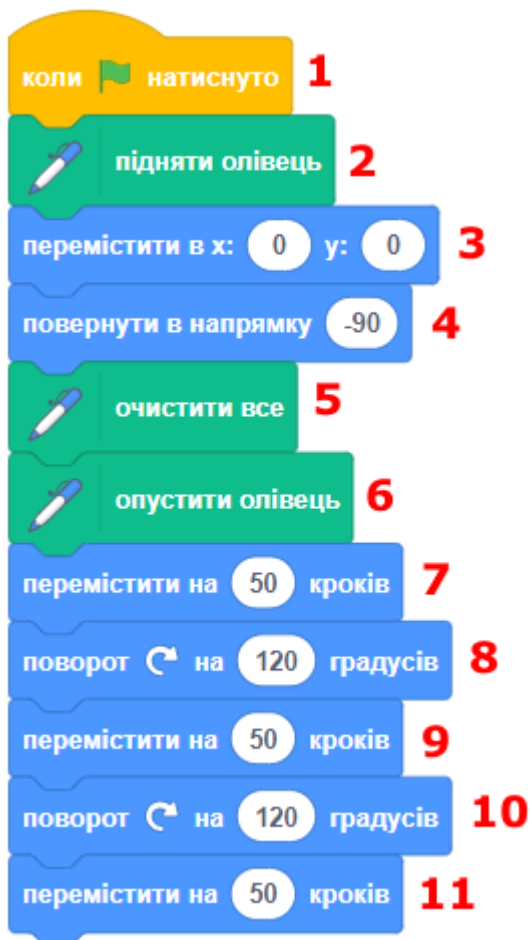 коли натиснуто 1
підняти олівець 2
перемістити в x: 0 y: 0 3
повернути в напрямку -90 4
очистити все 5
опустити олівець 6
перемістити на 50 кроків 7
поворот на 120 градусів 8
перемістити на 50 кроків 9
поворот на 120 градусів 10
перемістити на 50 кроків 11